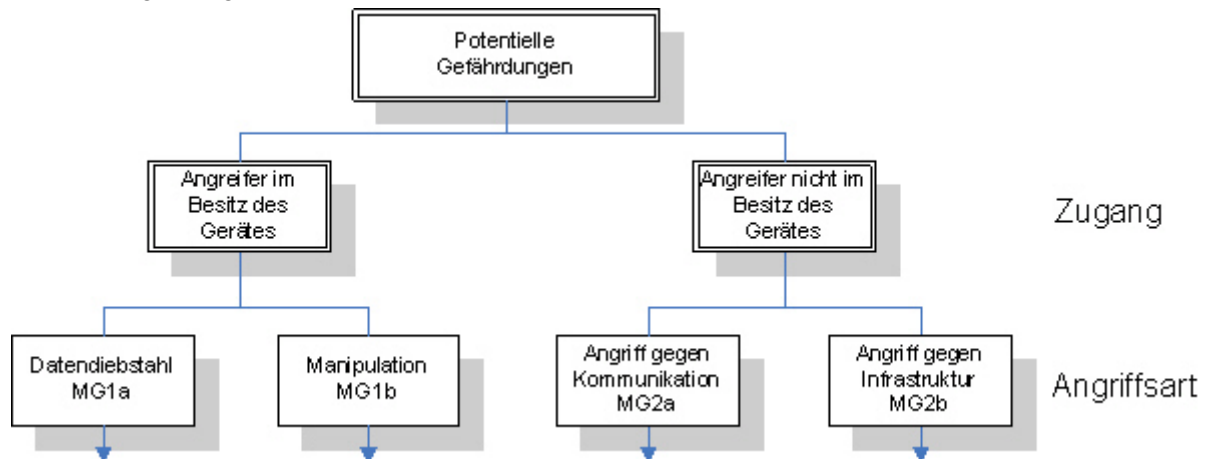 Potentielle
Gefährdungen
Angreifer im
Besitz des
Gerätes
Angreifer nicht im
Besitz des
Gerätes
Zugang
Datendiebstahl
MG1a
Manipulation
MG1b
Angriff gegen
Kommunikation
MG2a
Angriff gegen
Infrastruktur
MG2b
Angriffsart